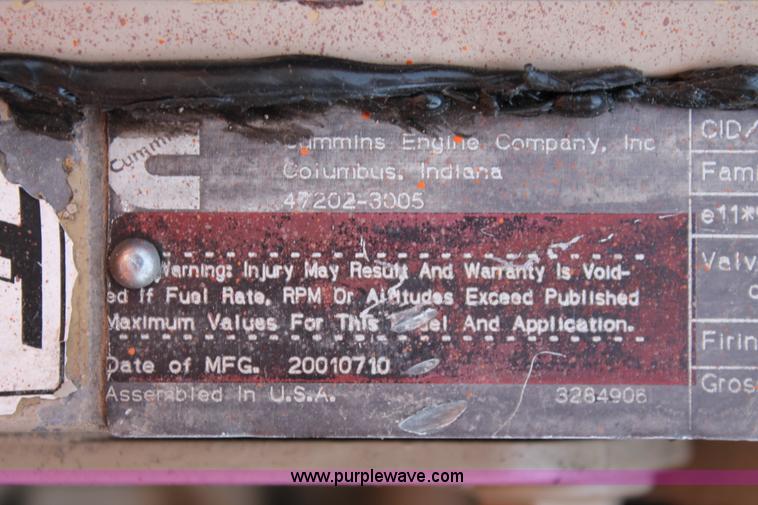 Cummins
Cummins Engine Company, Inc
Columbus, Indiana
47202-3005
Warning: Injury May Result And Warranty Is Void-
ed If Fuel Rate, RPM Or Altitudes Exceed Published
Maximum Values For This Model And Application.
Date of MFG. 20010710
Assembled In U.S.A. 3284906
CID/
Fami
e11*
Valv
Firin
Gros
www.purplewave.com